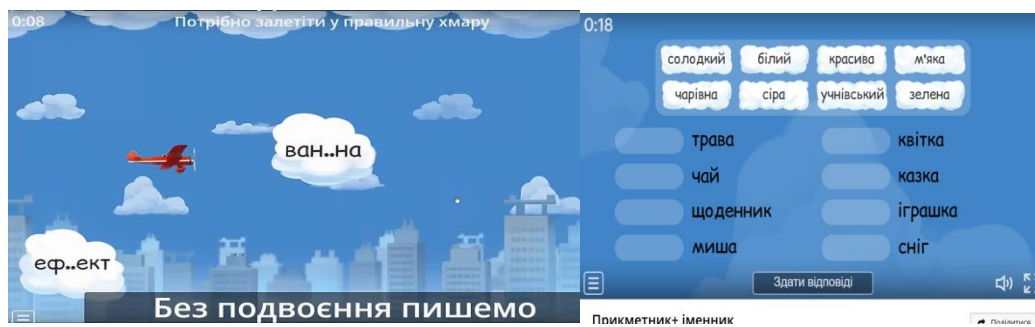 0:08
Потрібно залетіти у правильну хмару
ван..на
еф..ект
Без подвоєння пишемо
0:18
солодкий білий красива м'яка
чарівна сіра учнівський зелена
трава квітка
чай казка
щоденник іграшка
миша сніг
Здати відповіді
Прикметник+ іменник
Поділитися